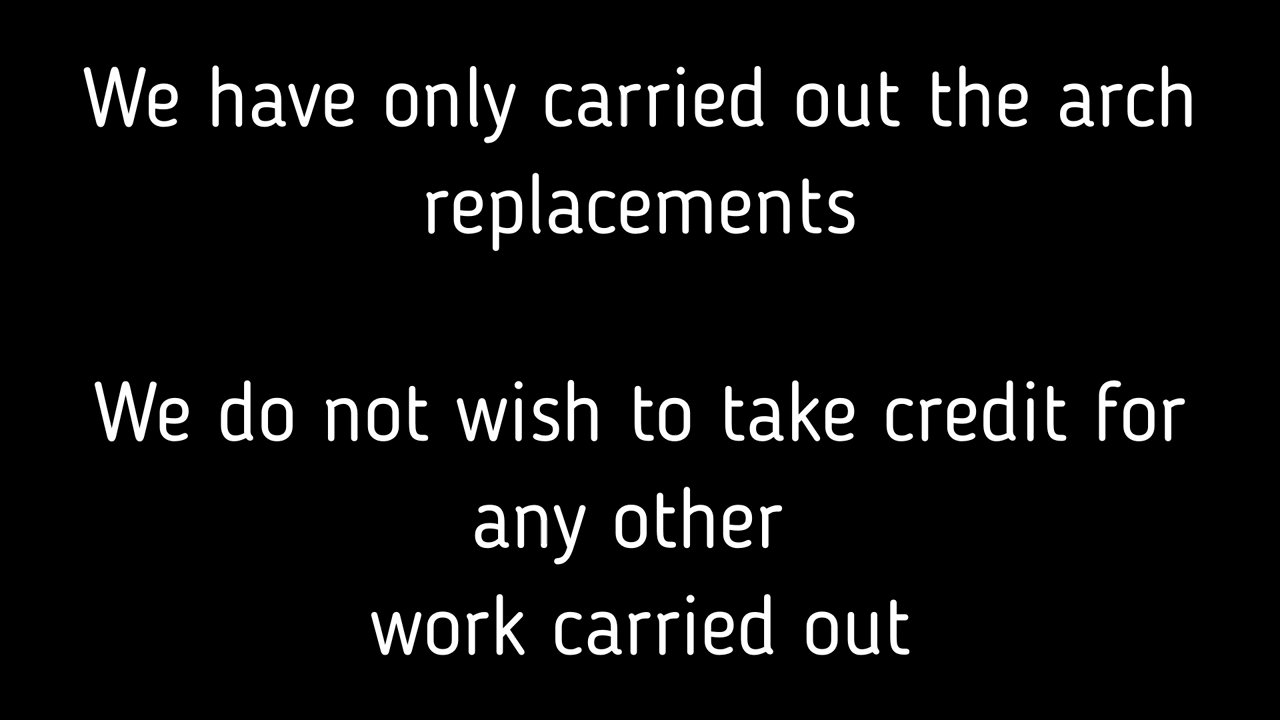 We have only carried out the arch
replacements
We do not wish to take credit for
any other
work carried out